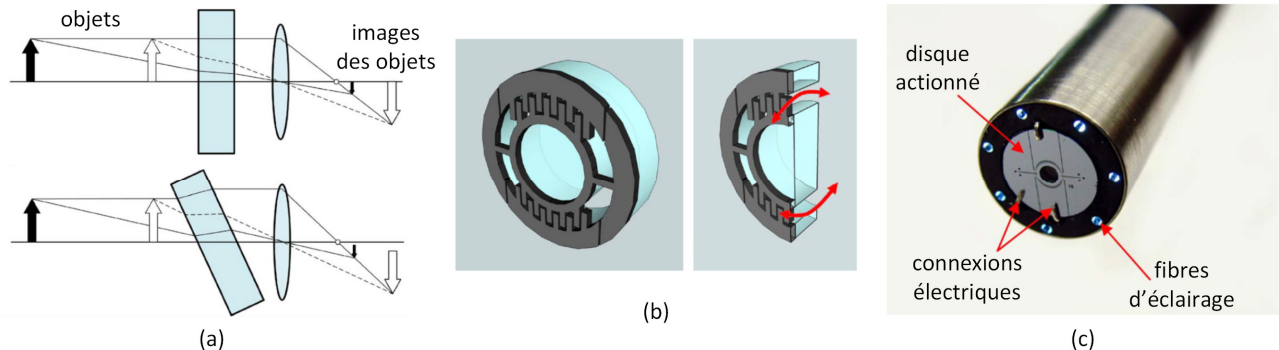 objets
images
des objets
(a)
(b)
disque
actionné
connexions
électriques
fibres
d'éclairage
(c)